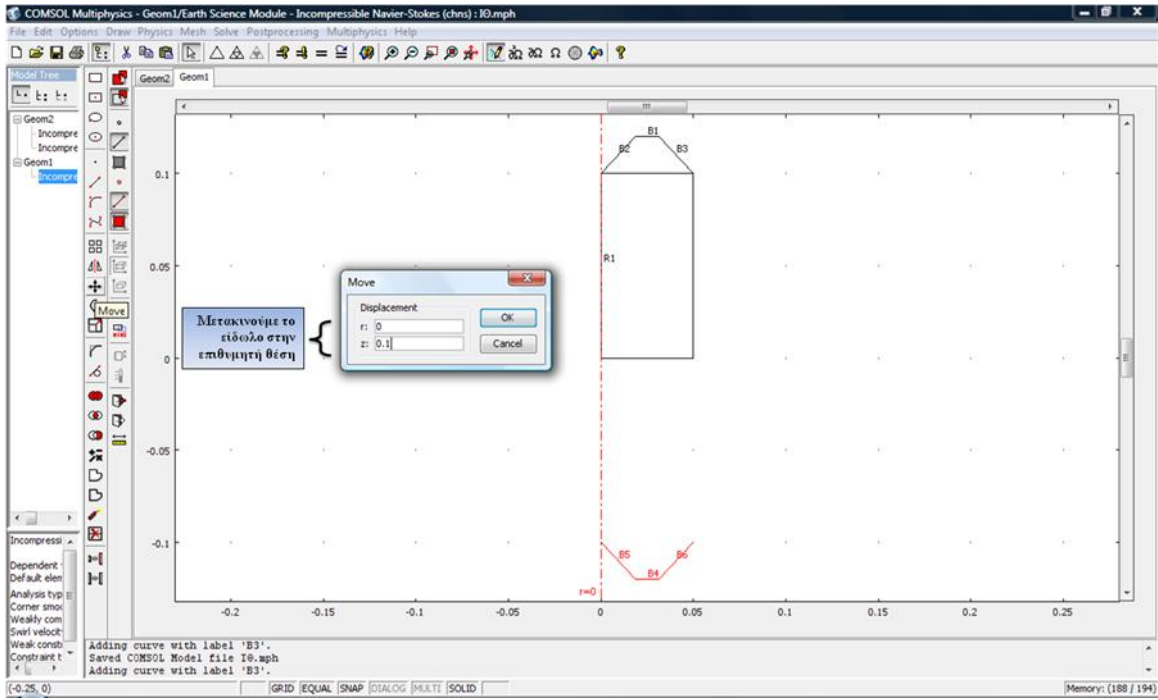 COMSOL Multiphysics - Geom1/Earth Science Module - Incompressible Navier-Stokes (chns) : IΘ.mph
File Edit Options Draw Physics Mesh Solve Postprocessing Multiphysics Help
Model Tree
Geom2 Geom1
Geom2
Incompre
Incompre
Geom1
Incompre
Move
B1
B2
B3
0.1
R1
0.05
Move
Displacement
r: 0
z: 0.1
OK
Cancel
Μετακινούμε το
είδωλο στην
επιθυμητή θέση
0
-0.05
-0.1
B5
B6
B4
r=0
-0.2 -0.15 -0.1 -0.05 0 0.05 0.1 0.15 0.2 0.25
Incompressi
Dependent
Default elen
Analysis typ
Corner smoo
Weakly com
Swirl velocit
Weak consti
Constraint t
Adding curve with label 'B3'.
Saved COMSOL Model file IΘ.mph
Adding curve with label 'B3'.
(-0.25, 0)
GRID EQUAL SNAP DIALOG MULTI SOLID
Memory: (188 / 194)